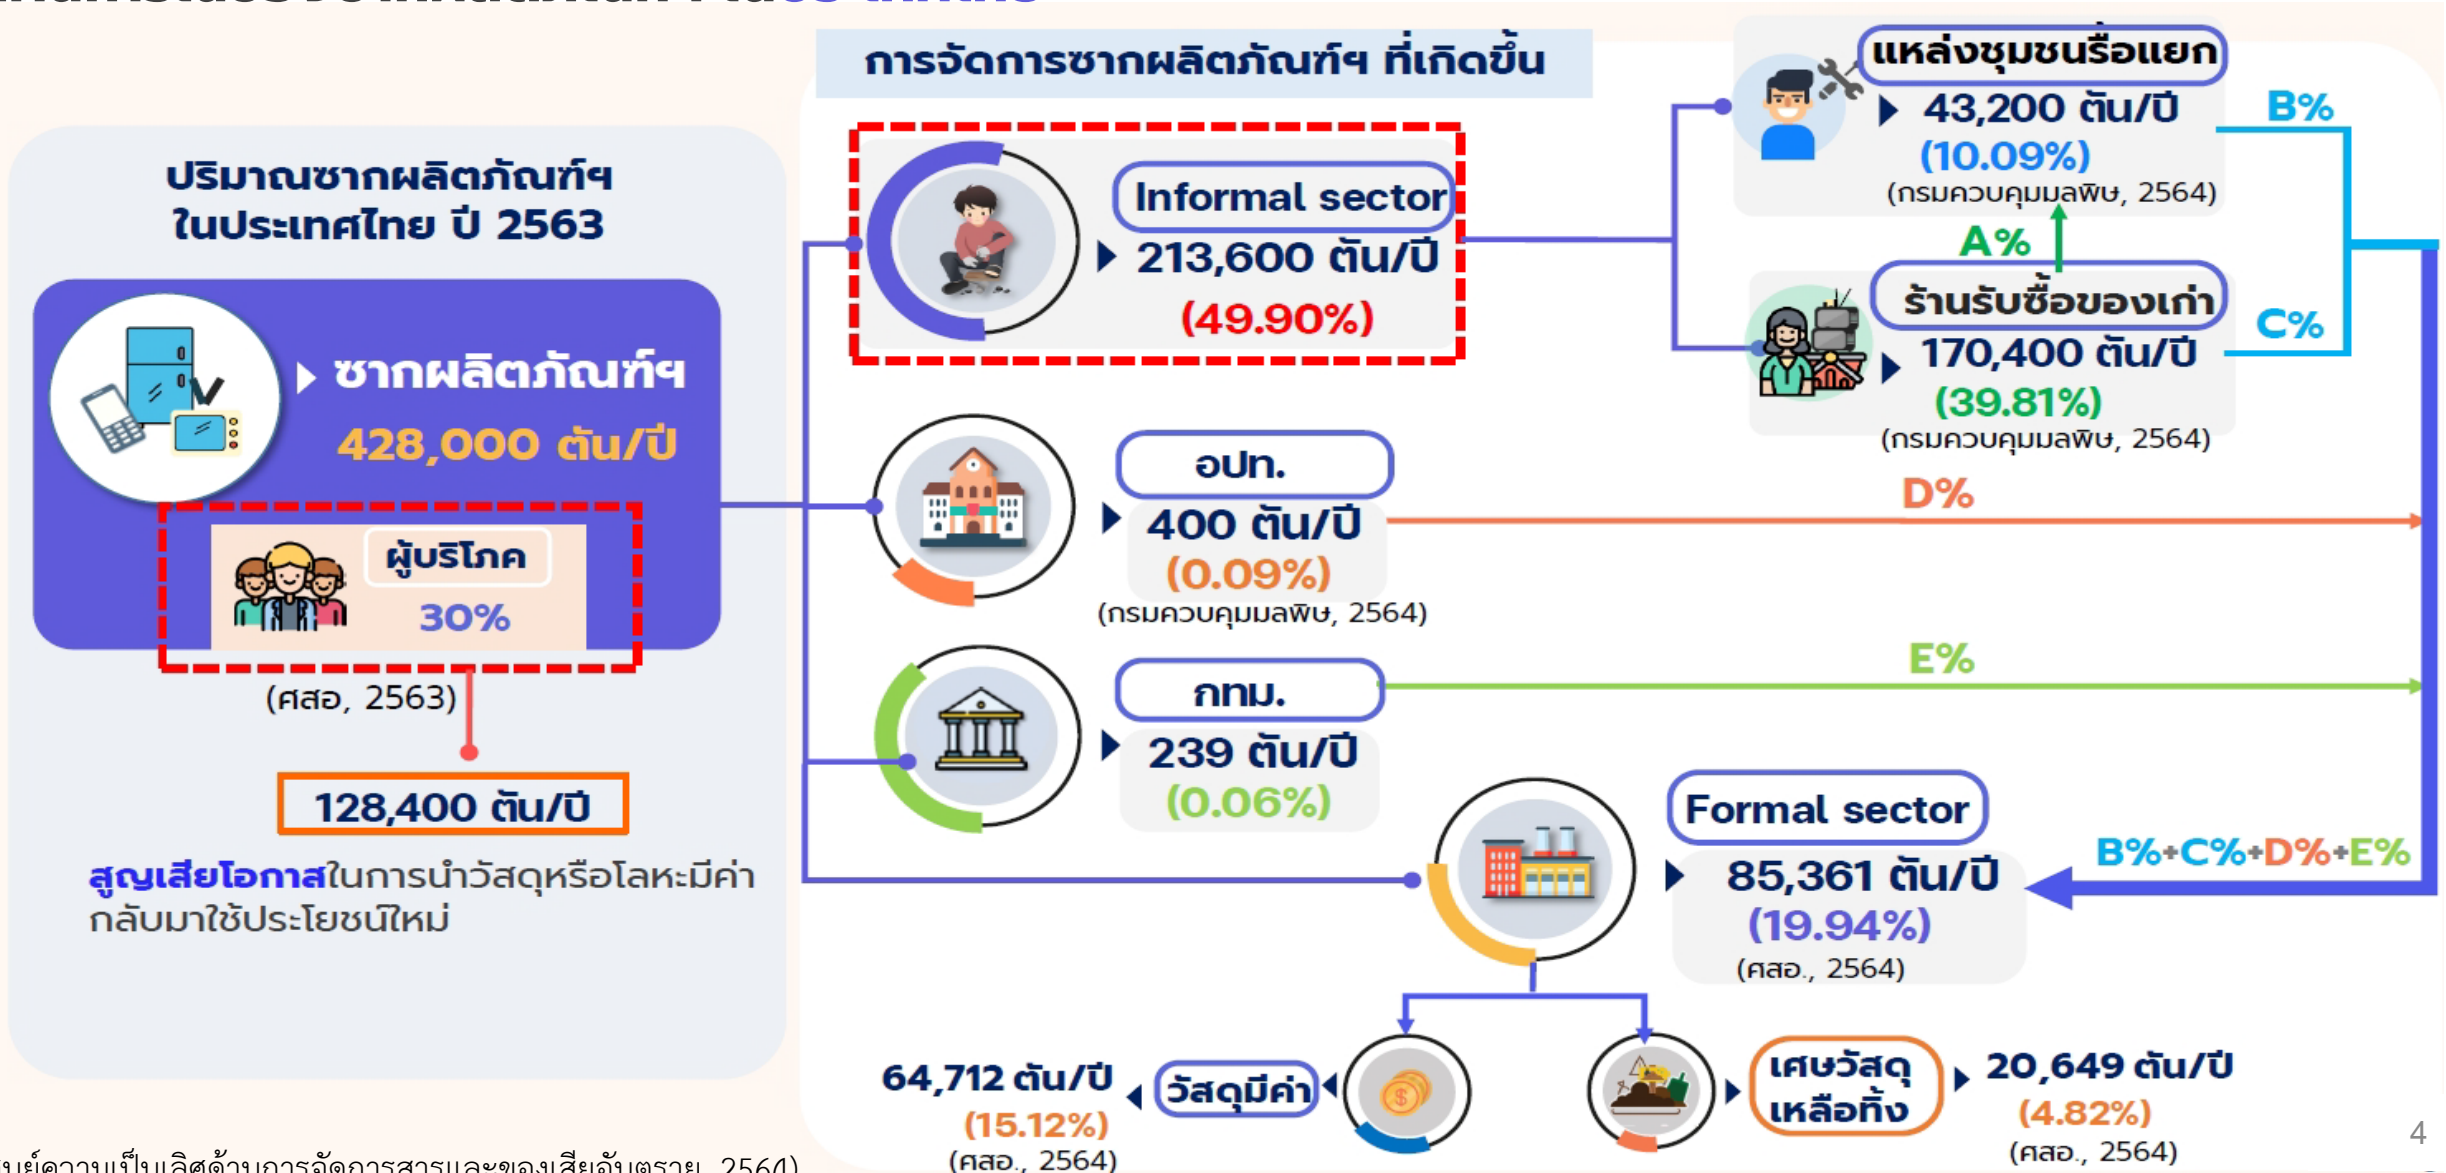 การจัดการซากผลิตภัณฑ์ฯ ที่เกิดขึ้น
ปริมาณซากผลิตภัณฑ์ฯ
ในประเทศไทย ปี 2563
ซากผลิตภัณฑ์ฯ
428,000 ตัน/ปี
ผู้บริโภค
30%
(ศสอ, 2563)
128,400 ตัน/ปี
สูญเสียโอกาสในการนำวัสดุหรือโลหะมีค่า
กลับมาใช้ประโยชน์ใหม่
Informal sector
213,600 ตัน/ปี
(49.90%)
แหล่งชุมชนรื้อแยก
43,200 ตัน/ปี
(10.09%)
(กรมควบคุมมลพิษ, 2564)
B%
A%
ร้านรับซื้อของเก่า
170,400 ตัน/ปี
(39.81%)
(กรมควบคุมมลพิษ, 2564)
C%
อปท.
400 ตัน/ปี
(0.09%)
(กรมควบคุมมลพิษ, 2564)
D%
กทม.
239 ตัน/ปี
(0.06%)
E%
Formal sector
85,361 ตัน/ปี
(19.94%)
(ศสอ., 2564)
B%+C%+D%+E%
64,712 ตัน/ปี
(15.12%)
(ศสอ., 2564)
วัสดุมีค่า
เศษวัสดุ
เหลือทิ้ง
20,649 ตัน/ปี
(4.82%)
(ศสอ., 2564)
4